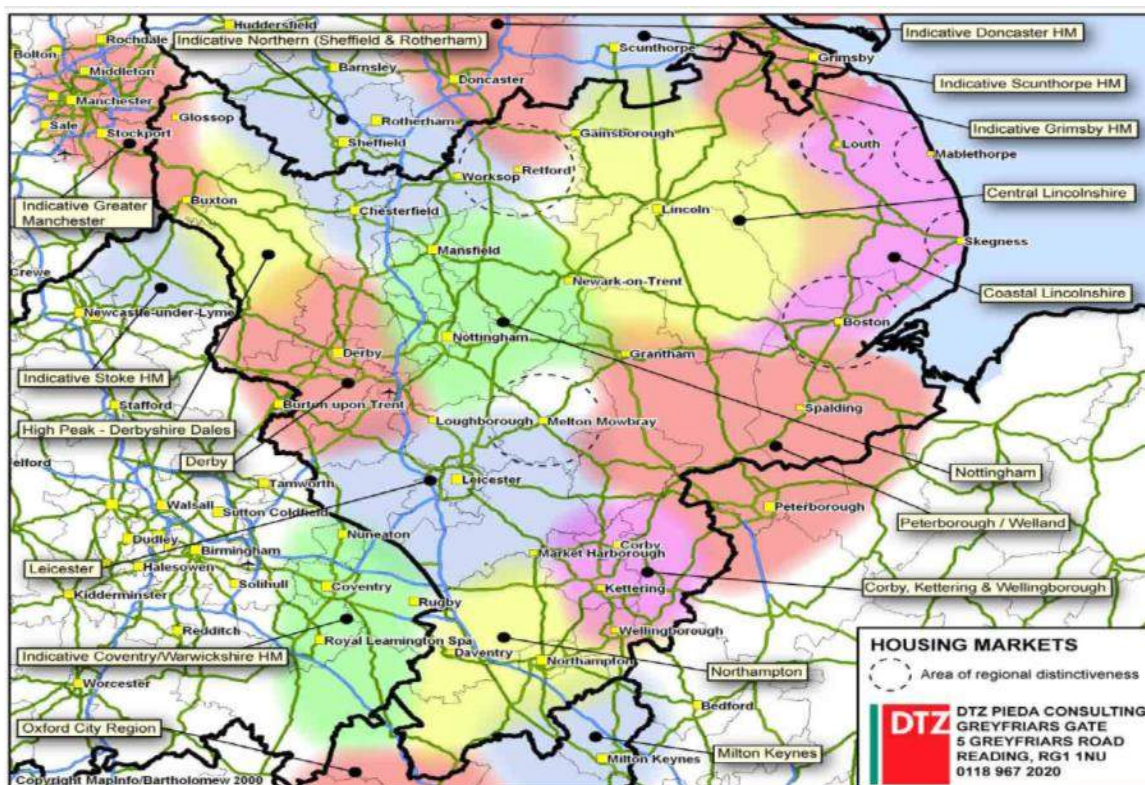 Huddersfield
Indicative Northern (Sheffield & Rotherham)
Indicative Doncaster HM
Rochdale
Bolton
Middleton
Manchester
Sale
Stockport
Glossop
Barnsley
Doncaster
Scunthorpe
Grimsby
Indicative Scunthorpe HM
Rotherham
Sheffield
Gainsborough
Louth
Indicative Grimsby HM
Mablethorpe
Worksop
Retford
Indicative Greater
Manchester
Buxton
Chesterfield
Lincoln
Central Lincolnshire
Mansfield
Skegness
Crewe
Newark-on-Trent
Coastal Lincolnshire
Newcastle-under-Lyme
Nottingham
Boston
Derby
Grantham
Indicative Stoke HM
Stafford
Burton upon Trent
Loughborough
Melton Mowbray
Spalding
High Peak - Derbyshire Dales
Derby
Nottingham
elford
Tamworth
Leicester
Walsall
Sutton Coldfield
Peterborough
Peterborough / Welland
Nuneaton
Dudley
Birmingham
Market Harborough
Corby
Leicester
Halesowen
Solihull
Coventry
Kettering
Corby, Kettering & Wellingborough
Kidderminster
Rugby
Redditch
Royal Leamington Spa
Daventry
Wellingborough
Indicative Coventry/Warwickshire HM
Northampton
Northampton
Worcester
Bedford
Oxford City Region
Milton Keynes
Milton Keynes
Copyright MapInfo/Bartholomew 2000
HOUSING MARKETS
Area of regional distinctiveness
DTZ
DTZ PIEDA CONSULTING
GREYFRIARS GATE
5 GREYFRIARS ROAD
READING, RG1 1NU
0118 967 2020